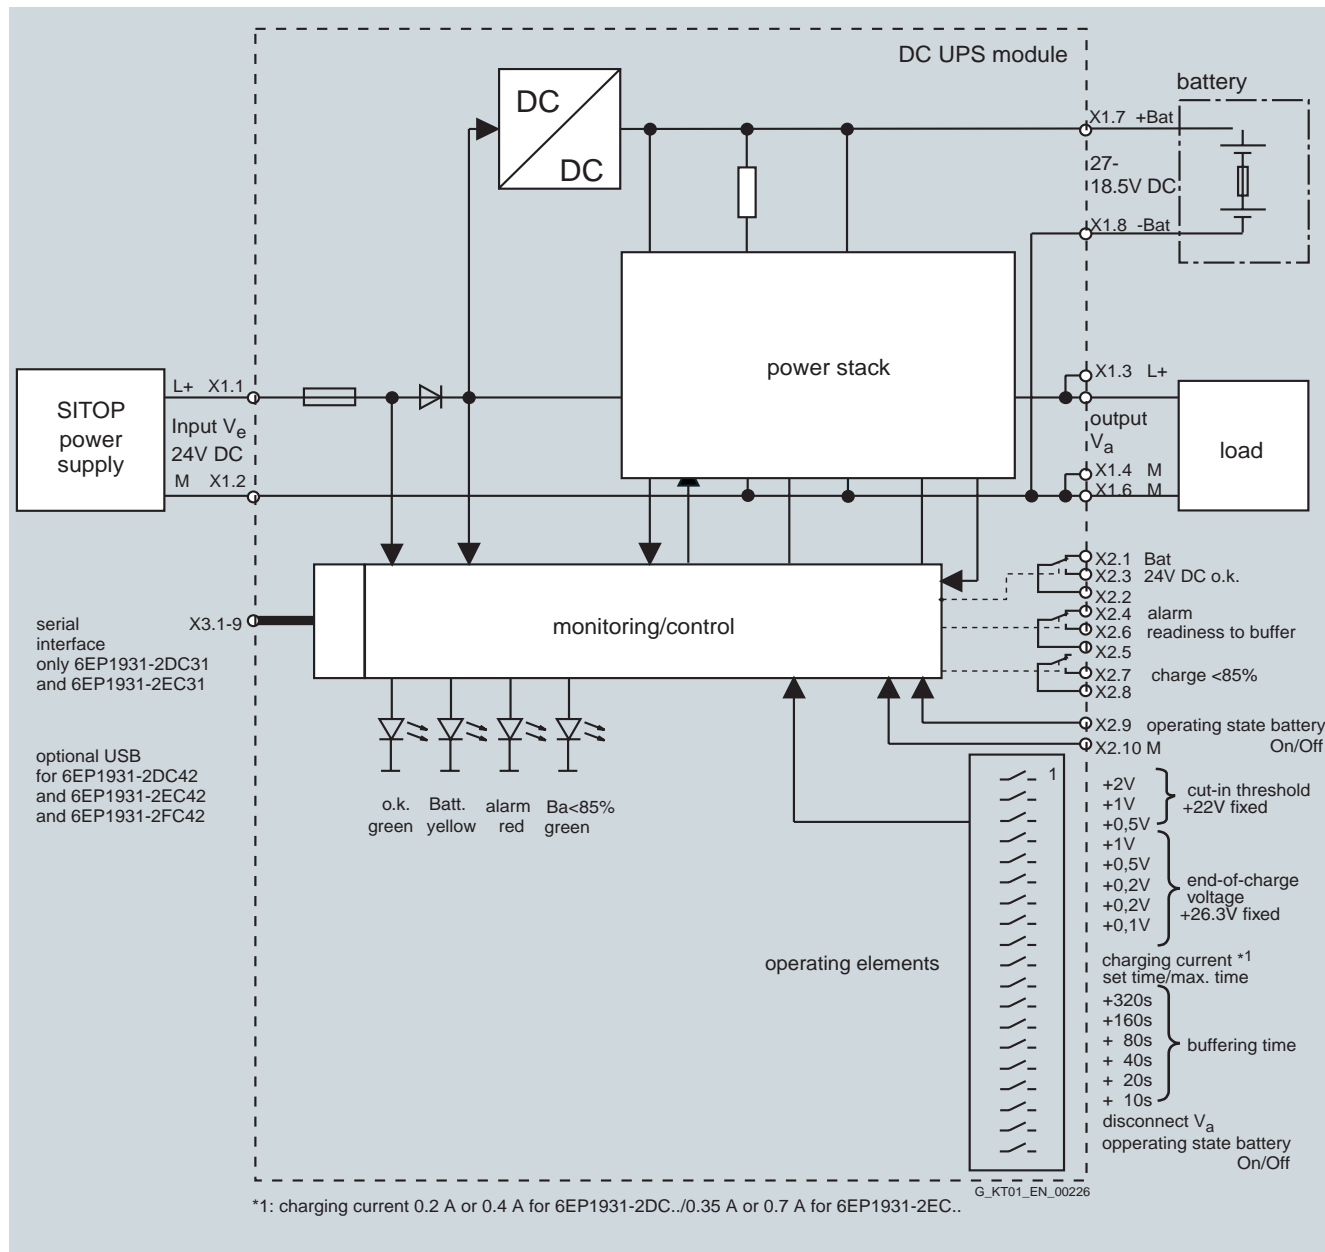 DC UPS module
battery
DC
DC
X1.7 +Bat
27-
18.5V DC
X1.8 -Bat
power stack
SITOP
power
supply
L+ X1.1
Input Ve
24V DC
M X1.2
X1.3 L+
output
Va
X1.4 M
X1.6 M
load
X2.1 Bat
X2.3 24V DC o.k.
X2.2
X2.4 alarm
X2.6 readiness to buffer
X2.5
X2.7 charge <85%
X2.8
X2.9 operating state battery
On/Off
X2.10 M
serial
interface
only 6EP1931-2DC31
and 6EP1931-2EC31
X3.1-9
monitoring/control
optional USB
for 6EP1931-2DC42
and 6EP1931-2EC42
and 6EP1931-2FC42
o.k.
green
Batt.
yellow
alarm
red
Ba<85%
green
operating elements
1
+2V
+1V
+0,5V
cut-in threshold
+22V fixed
+1V
+0,5V
+0,2V
+0,2V
+0,1V
end-of-charge
voltage
+26.3V fixed
charging current *1
set time/max. time
+320s
+160s
+ 80s
+ 40s
+ 20s
+ 10s
buffering time
disconnect Va
opperating state battery
On/Off
G_KT01_EN_00226
*1: charging current 0.2 A or 0.4 A for 6EP1931-2DC../0.35 A or 0.7 A for 6EP1931-2EC..